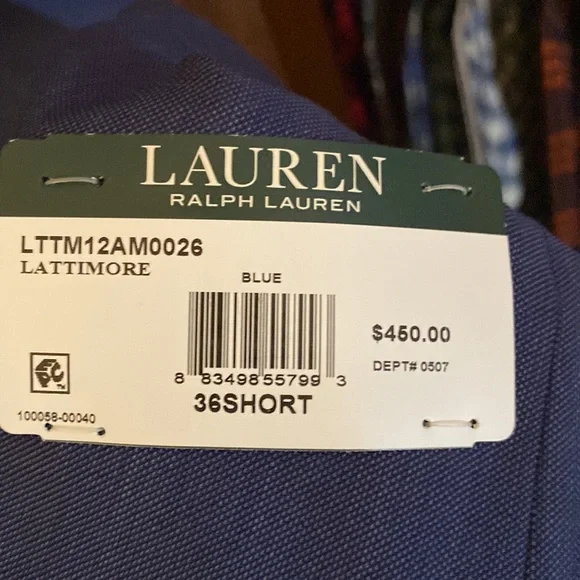 LAUREN
RALPH LAUREN
LTTM12AM0026
LATTIMORE
BLUE
$450.00
DEPT# 0507
8 83498 55799 3
36SHORT
100058-00040